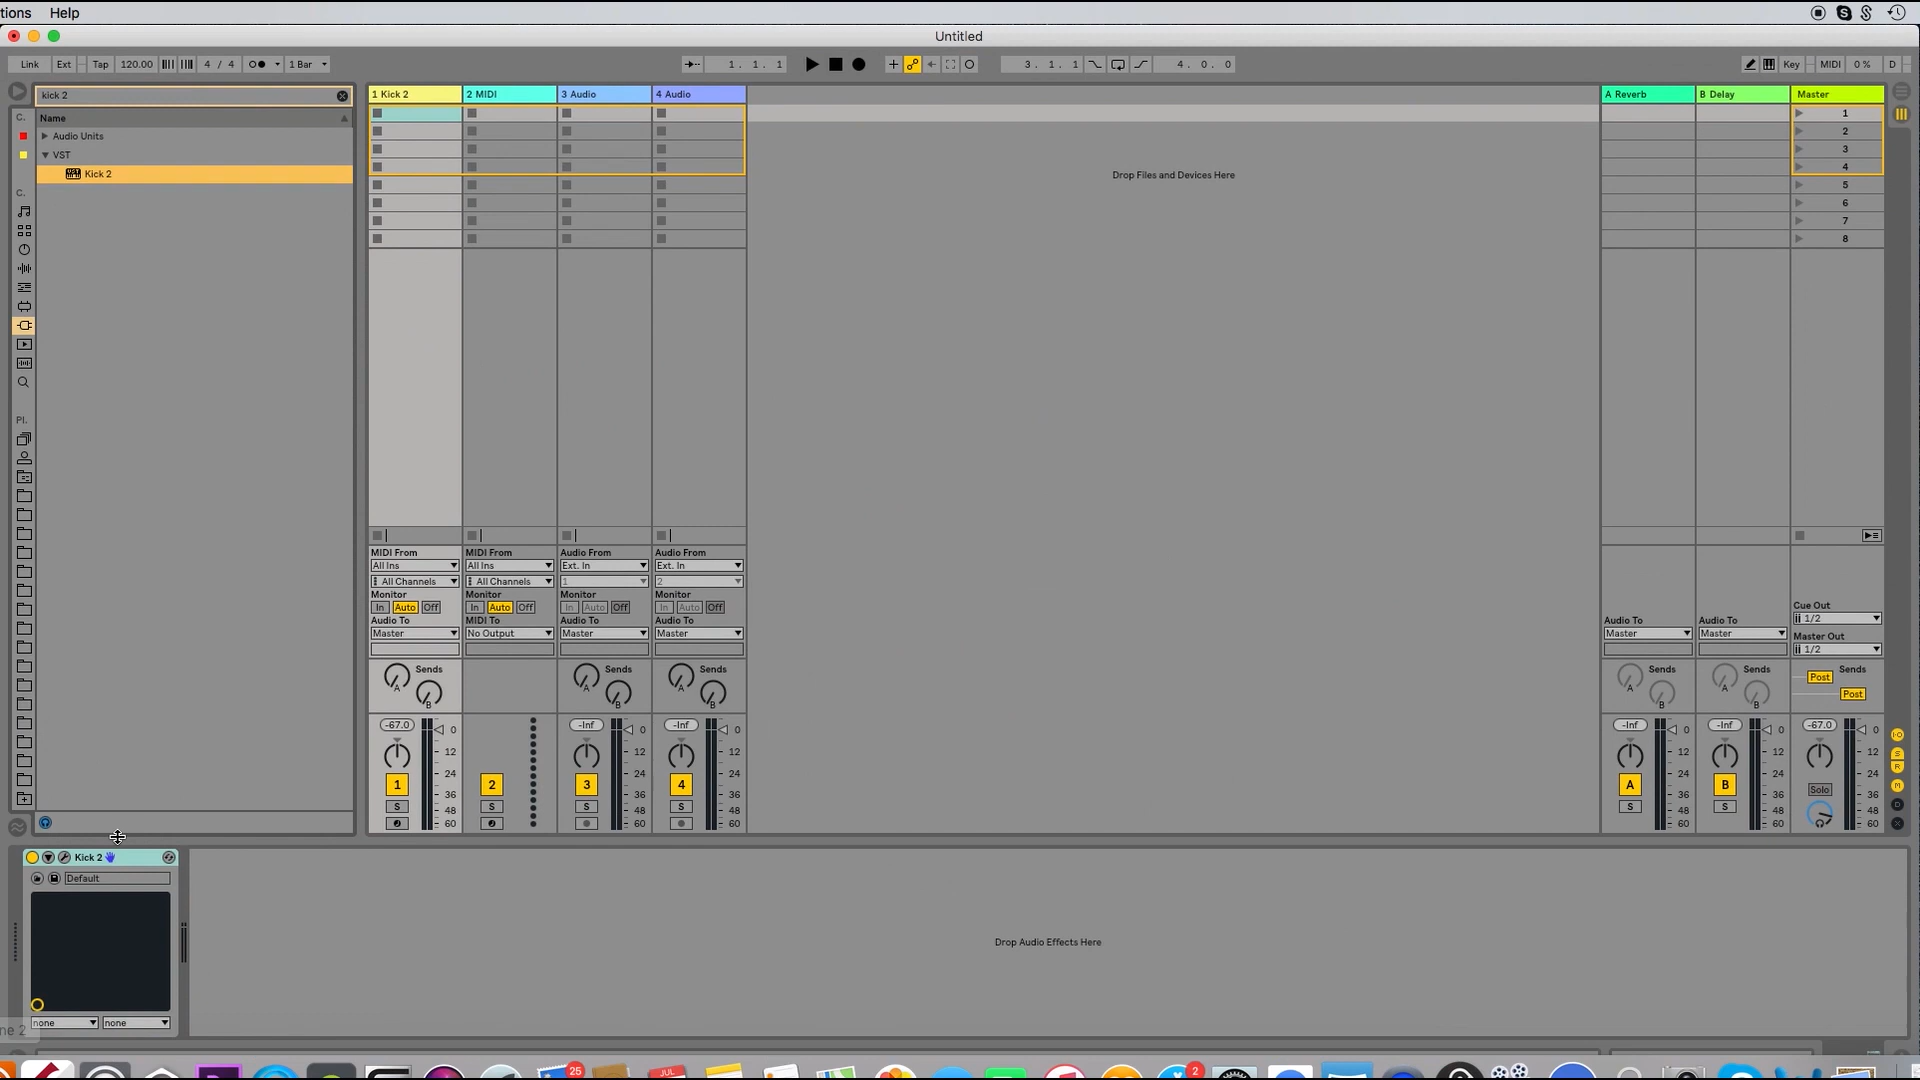 tions Help
Untitled
Link Ext Tap 120.00 4 / 4 1 Bar 1. 1. 1 3. 1. 1 4. 0. 0 Key MIDI 0 % D
kick 2
C.
Name
Audio Units
VST
Kick 2
C.
Pl.
1 Kick 2 2 MIDI 3 Audio 4 Audio A Reverb B Delay Master
1
2
3
4
5
6
7
8
Drop Files and Devices Here
MIDI From MIDI From Audio From Audio From
All Ins All Ins Ext. In Ext. In
All Channels All Channels 1 2
Monitor Monitor Monitor Monitor
In Auto Off In Auto Off In Auto Off In Auto Off
Audio To MIDI To Audio To Audio To
Master No Output Master Master
Audio To Audio To
Master Master
Cue Out
1/2
Master Out
1/2
Sends Sends Sends Sends Sends Sends
A A A A A Post
B B B B B Post
-67.0 -Inf -Inf -Inf -Inf -67.0
0 0 0 0 0 0
12 12 12 12 12 12
24 24 24 24 24 24
1 2 3 4 A B Solo
36 36 36 36 36 36
S S S S S S
48 48 48 48 48 48
60 60 60 60 60 60
Kick 2
Default
none none
ne 2
Drop Audio Effects Here
25 JUL 2